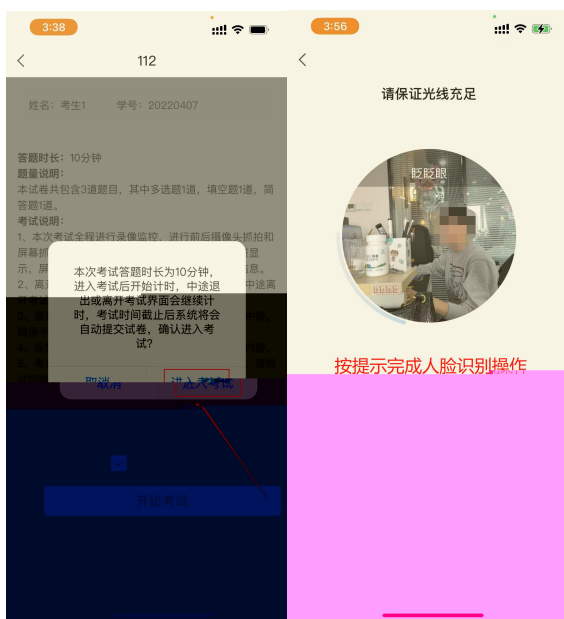 3:38
112
姓名：考生1 学号：20220407
答题时长：10分钟
题量说明：
本试卷共包含3道题目，其中多选题1道，填空题1道，简
答题1道。
考试说明：
1、本次考试全程进行录像监控，进行前后摄像头抓拍和
本次考试答题时长为10分钟，
进入考试后开始计时，中途退
出或离开考试界面会继续计
时，考试时间截止后系统将会
自动提交试卷，确认进入考
试？
取消 进入考试
开始考试
3:56
请保证光线充足
眨眨眼
按提示完成人脸识别操作